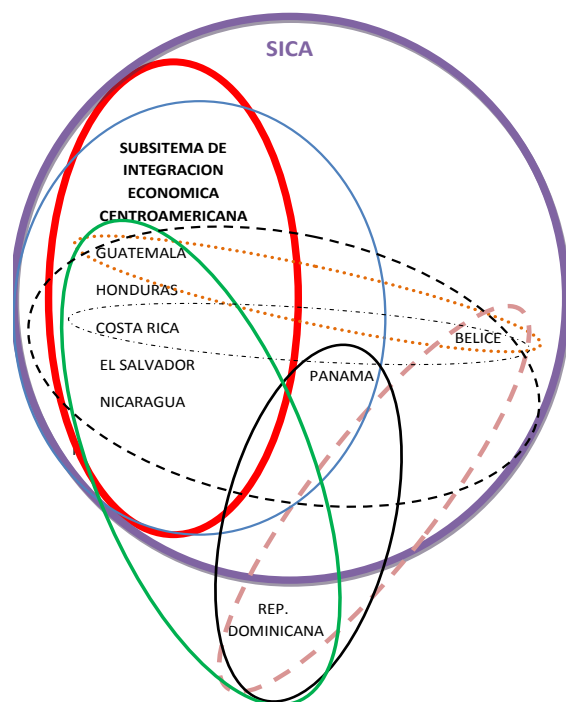 SICA
SUBSITEMA DE
INTEGRACION
ECONOMICA
CENTROAMERICANA
GUATEMALA
HONDURAS
COSTA RICA
BELICE
EL SALVADOR
PANAMA
NICARAGUA
REP.
DOMINICANA